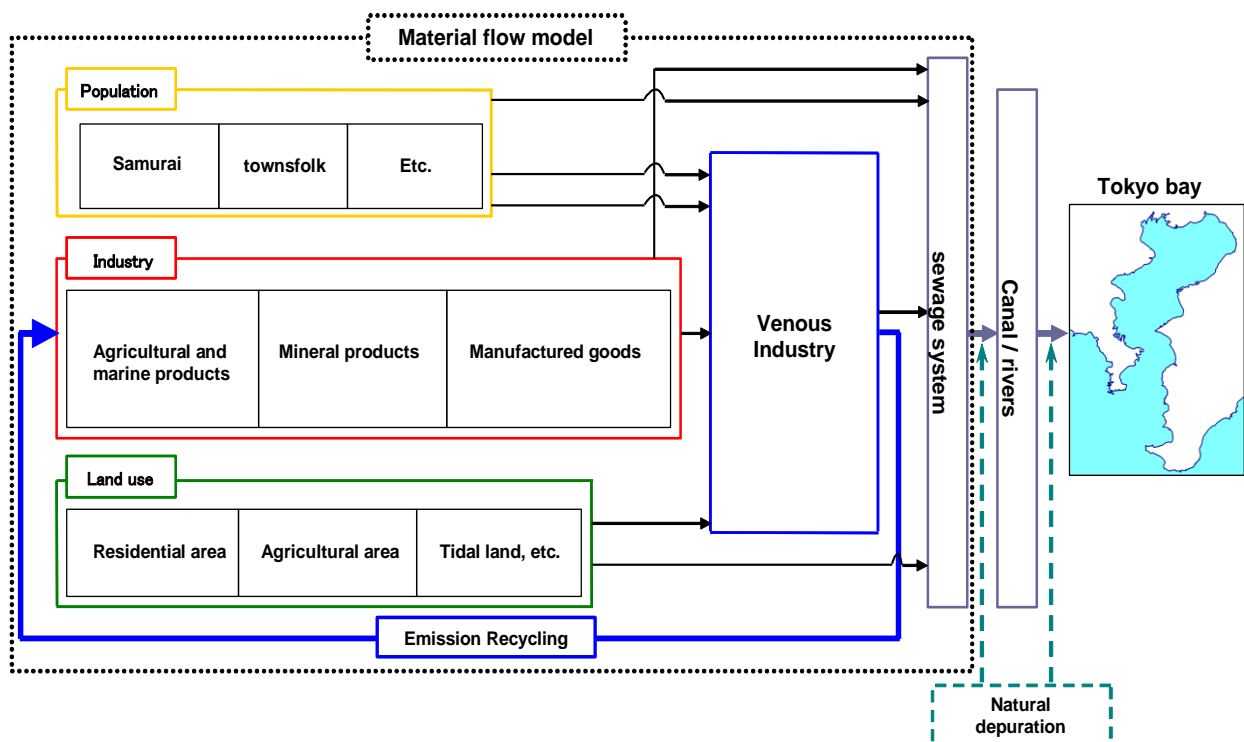 Material flow model
Population
Samurai
townsfolk
Etc.
Industry
Agricultural and
marine products
Mineral products
Manufactured goods
Land use
Residential area
Agricultural area
Tidal land, etc.
Emission Recycling
Venous
Industry
sewage system
Canal / rivers
Tokyo bay
Natural
depuration